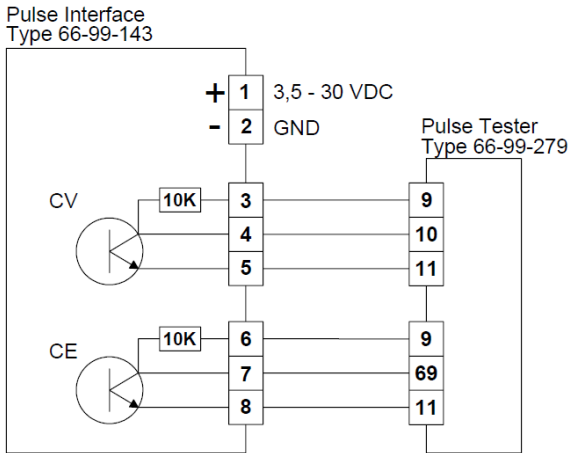 Pulse Interface
Type 66-99-143
+ 1 3,5 - 30 VDC
- 2 GND
Pulse Tester
Type 66-99-279
CV
10K 3 9
4 10
5 11
CE
10K 6 9
7 69
8 11